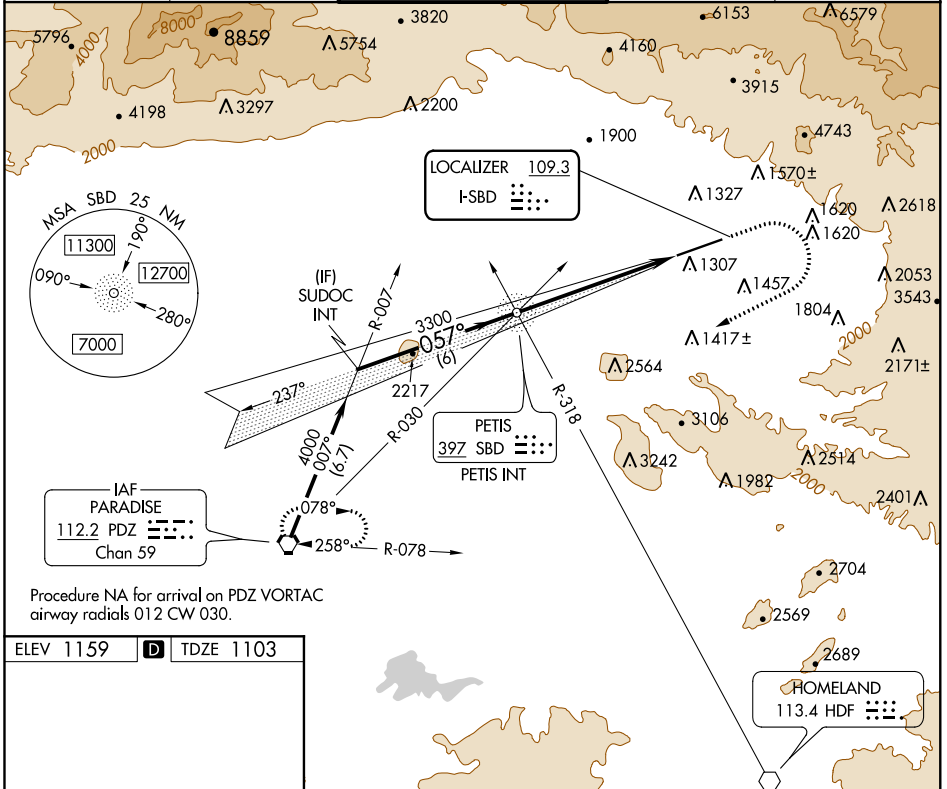 5796
4000
8000
8859
5754
3820
6153
6579
4160
3915
4198
3297
2200
2000
1900
4743
LOCALIZER 109.3
I-SBD
1570±
1327
1620
1620
2618
MSA SBD 25 NM
11300
190°
12700
090°
280°
7000
(IF)
SUDOC
INT
R-007
3300
057°
(6)
1307
1457
2053
3543
1804
2000
1417±
2171±
237°
2217
R-030
R-318
2564
PETIS
397 SBD
PETIS INT
3106
3242
1982
2514
2000
2401
4000
007°
(6.7)
IAF
PARADISE
112.2 PDZ
Chan 59
078°
258°
R-078
Procedure NA for arrival on PDZ VORTAC
airway radials 012 CW 030.
2704
2569
2689
ELEV 1159 D TDZE 1103
HOMELAND
113.4 HDF